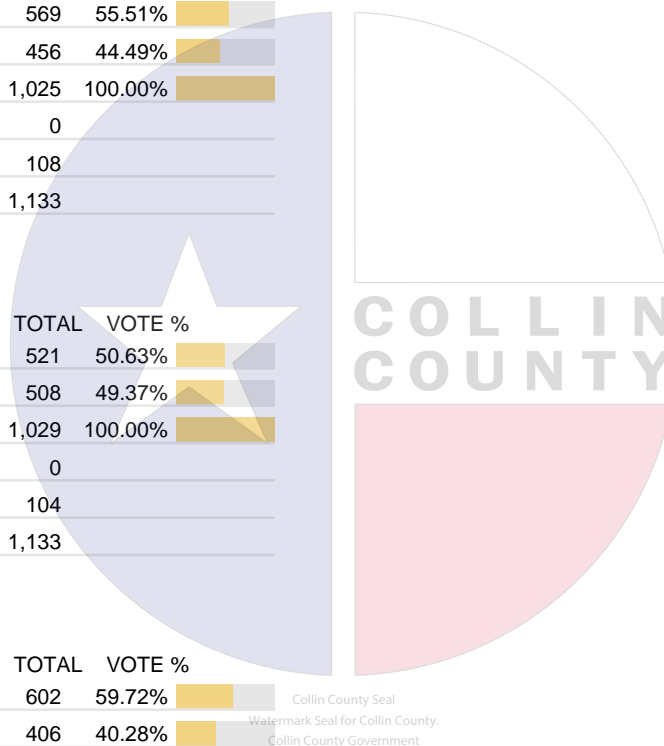 569 55.51%
456 44.49%
1,025 100.00%
0
108
1,133
COLLIN
COUNTY
TOTAL VOTE %
521 50.63%
508 49.37%
1,029 100.00%
0
104
1,133
TOTAL VOTE %
602 59.72%
406 40.28%
Collin County Seal
Watermark Seal for Collin County.
Collin County Government